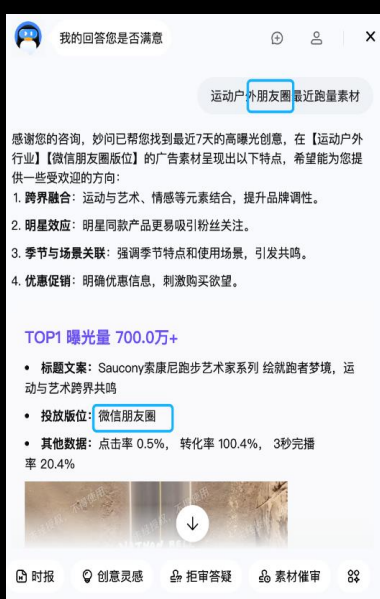 我的回答您是否满意
运动户外朋友圈最近跑量素材
感谢您的咨询，妙问已帮您找到最近7天的高曝光创意，在【运动户外
行业】【微信朋友圈版位】的广告素材呈现出以下特点，希望能为您提
供一些受欢迎的方向：
1. 跨界融合：运动与艺术、情感等元素结合，提升品牌调性。
2. 明星效应：明星同款产品更易吸引粉丝关注。
3. 季节与场景关联：强调季节特点和使用场景，引发共鸣。
4. 优惠促销：明确优惠信息，刺激购买欲望。
TOP1 曝光量 700.0万+
• 标题文案：Saucony索康尼跑步艺术家系列 绘就跑者梦境，运
动与艺术跨界共鸣
• 投放版位：微信朋友圈
• 其他数据：点击率 0.5%， 转化率 100.4%， 3秒完播
率 20.4%
时报 创意灵感 拒审答疑 素材催审